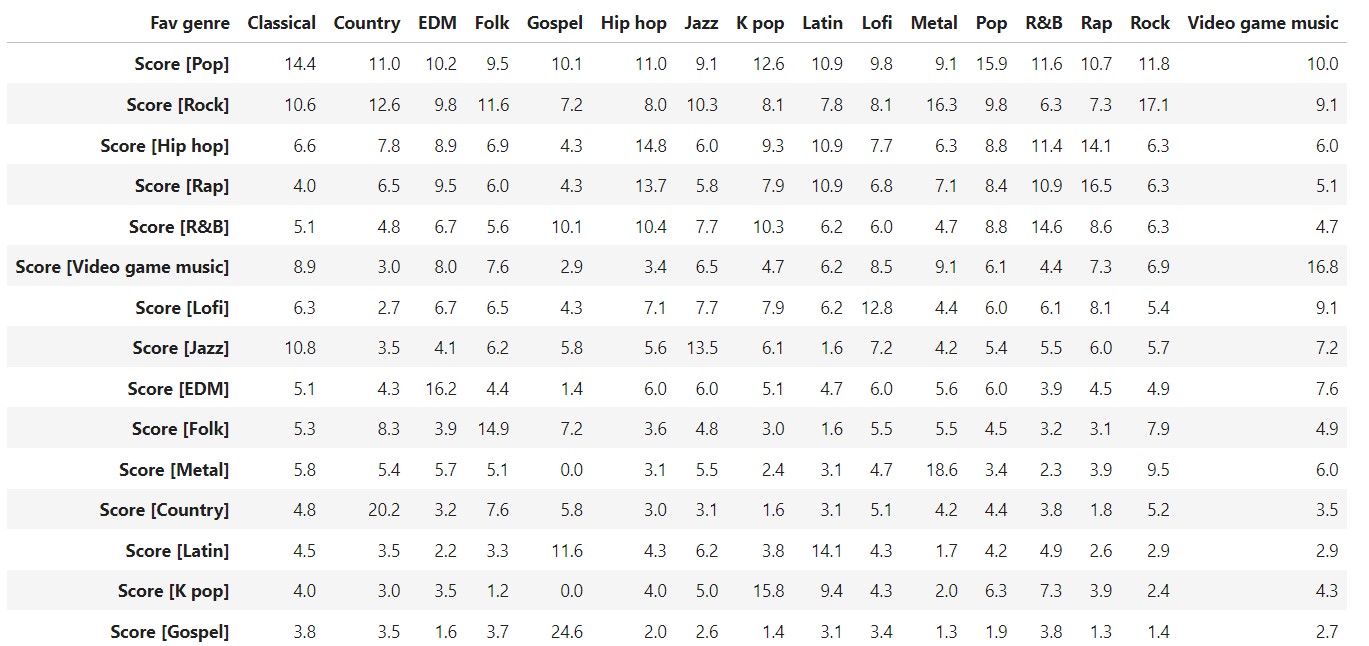 Fav genre Classical Country EDM Folk Gospel Hip hop Jazz K pop Latin Lofi Metal Pop R&B Rap Rock Video game music
Score [Pop] 14.4 11.0 10.2 9.5 10.1 11.0 9.1 12.6 10.9 9.8 9.1 15.9 11.6 10.7 11.8 10.0
Score [Rock] 10.6 12.6 9.8 11.6 7.2 8.0 10.3 8.1 7.8 8.1 16.3 9.8 6.3 7.3 17.1 9.1
Score [Hip hop] 6.6 7.8 8.9 6.9 4.3 14.8 6.0 9.3 10.9 7.7 6.3 8.8 11.4 14.1 6.3 6.0
Score [Rap] 4.0 6.5 9.5 6.0 4.3 13.7 5.8 7.9 10.9 6.8 7.1 8.4 10.9 16.5 6.3 5.1
Score [R&B] 5.1 4.8 6.7 5.6 10.1 10.4 7.7 10.3 6.2 6.0 4.7 8.8 14.6 8.6 6.3 4.7
Score [Video game music] 8.9 3.0 8.0 7.6 2.9 3.4 6.5 4.7 6.2 8.5 9.1 6.1 4.4 7.3 6.9 16.8
Score [Lofi] 6.3 2.7 6.7 6.5 4.3 7.1 7.7 7.9 6.2 12.8 4.4 6.0 6.1 8.1 5.4 9.1
Score [Jazz] 10.8 3.5 4.1 6.2 5.8 5.6 13.5 6.1 1.6 7.2 4.2 5.4 5.5 6.0 5.7 7.2
Score [EDM] 5.1 4.3 16.2 4.4 1.4 6.0 6.0 5.1 4.7 6.0 5.6 6.0 3.9 4.5 4.9 7.6
Score [Folk] 5.3 8.3 3.9 14.9 7.2 3.6 4.8 3.0 1.6 5.5 5.5 4.5 3.2 3.1 7.9 4.9
Score [Metal] 5.8 5.4 5.7 5.1 0.0 3.1 5.5 2.4 3.1 4.7 18.6 3.4 2.3 3.9 9.5 6.0
Score [Country] 4.8 20.2 3.2 7.6 5.8 3.0 3.1 1.6 3.1 5.1 4.2 4.4 3.8 1.8 5.2 3.5
Score [Latin] 4.5 3.5 2.2 3.3 11.6 4.3 6.2 3.8 14.1 4.3 1.7 4.2 4.9 2.6 2.9 2.9
Score [K pop] 4.0 3.0 3.5 1.2 0.0 4.0 5.0 15.8 9.4 4.3 2.0 6.3 7.3 3.9 2.4 4.3
Score [Gospel] 3.8 3.5 1.6 3.7 24.6 2.0 2.6 1.4 3.1 3.4 1.3 1.9 3.8 1.3 1.4 2.7